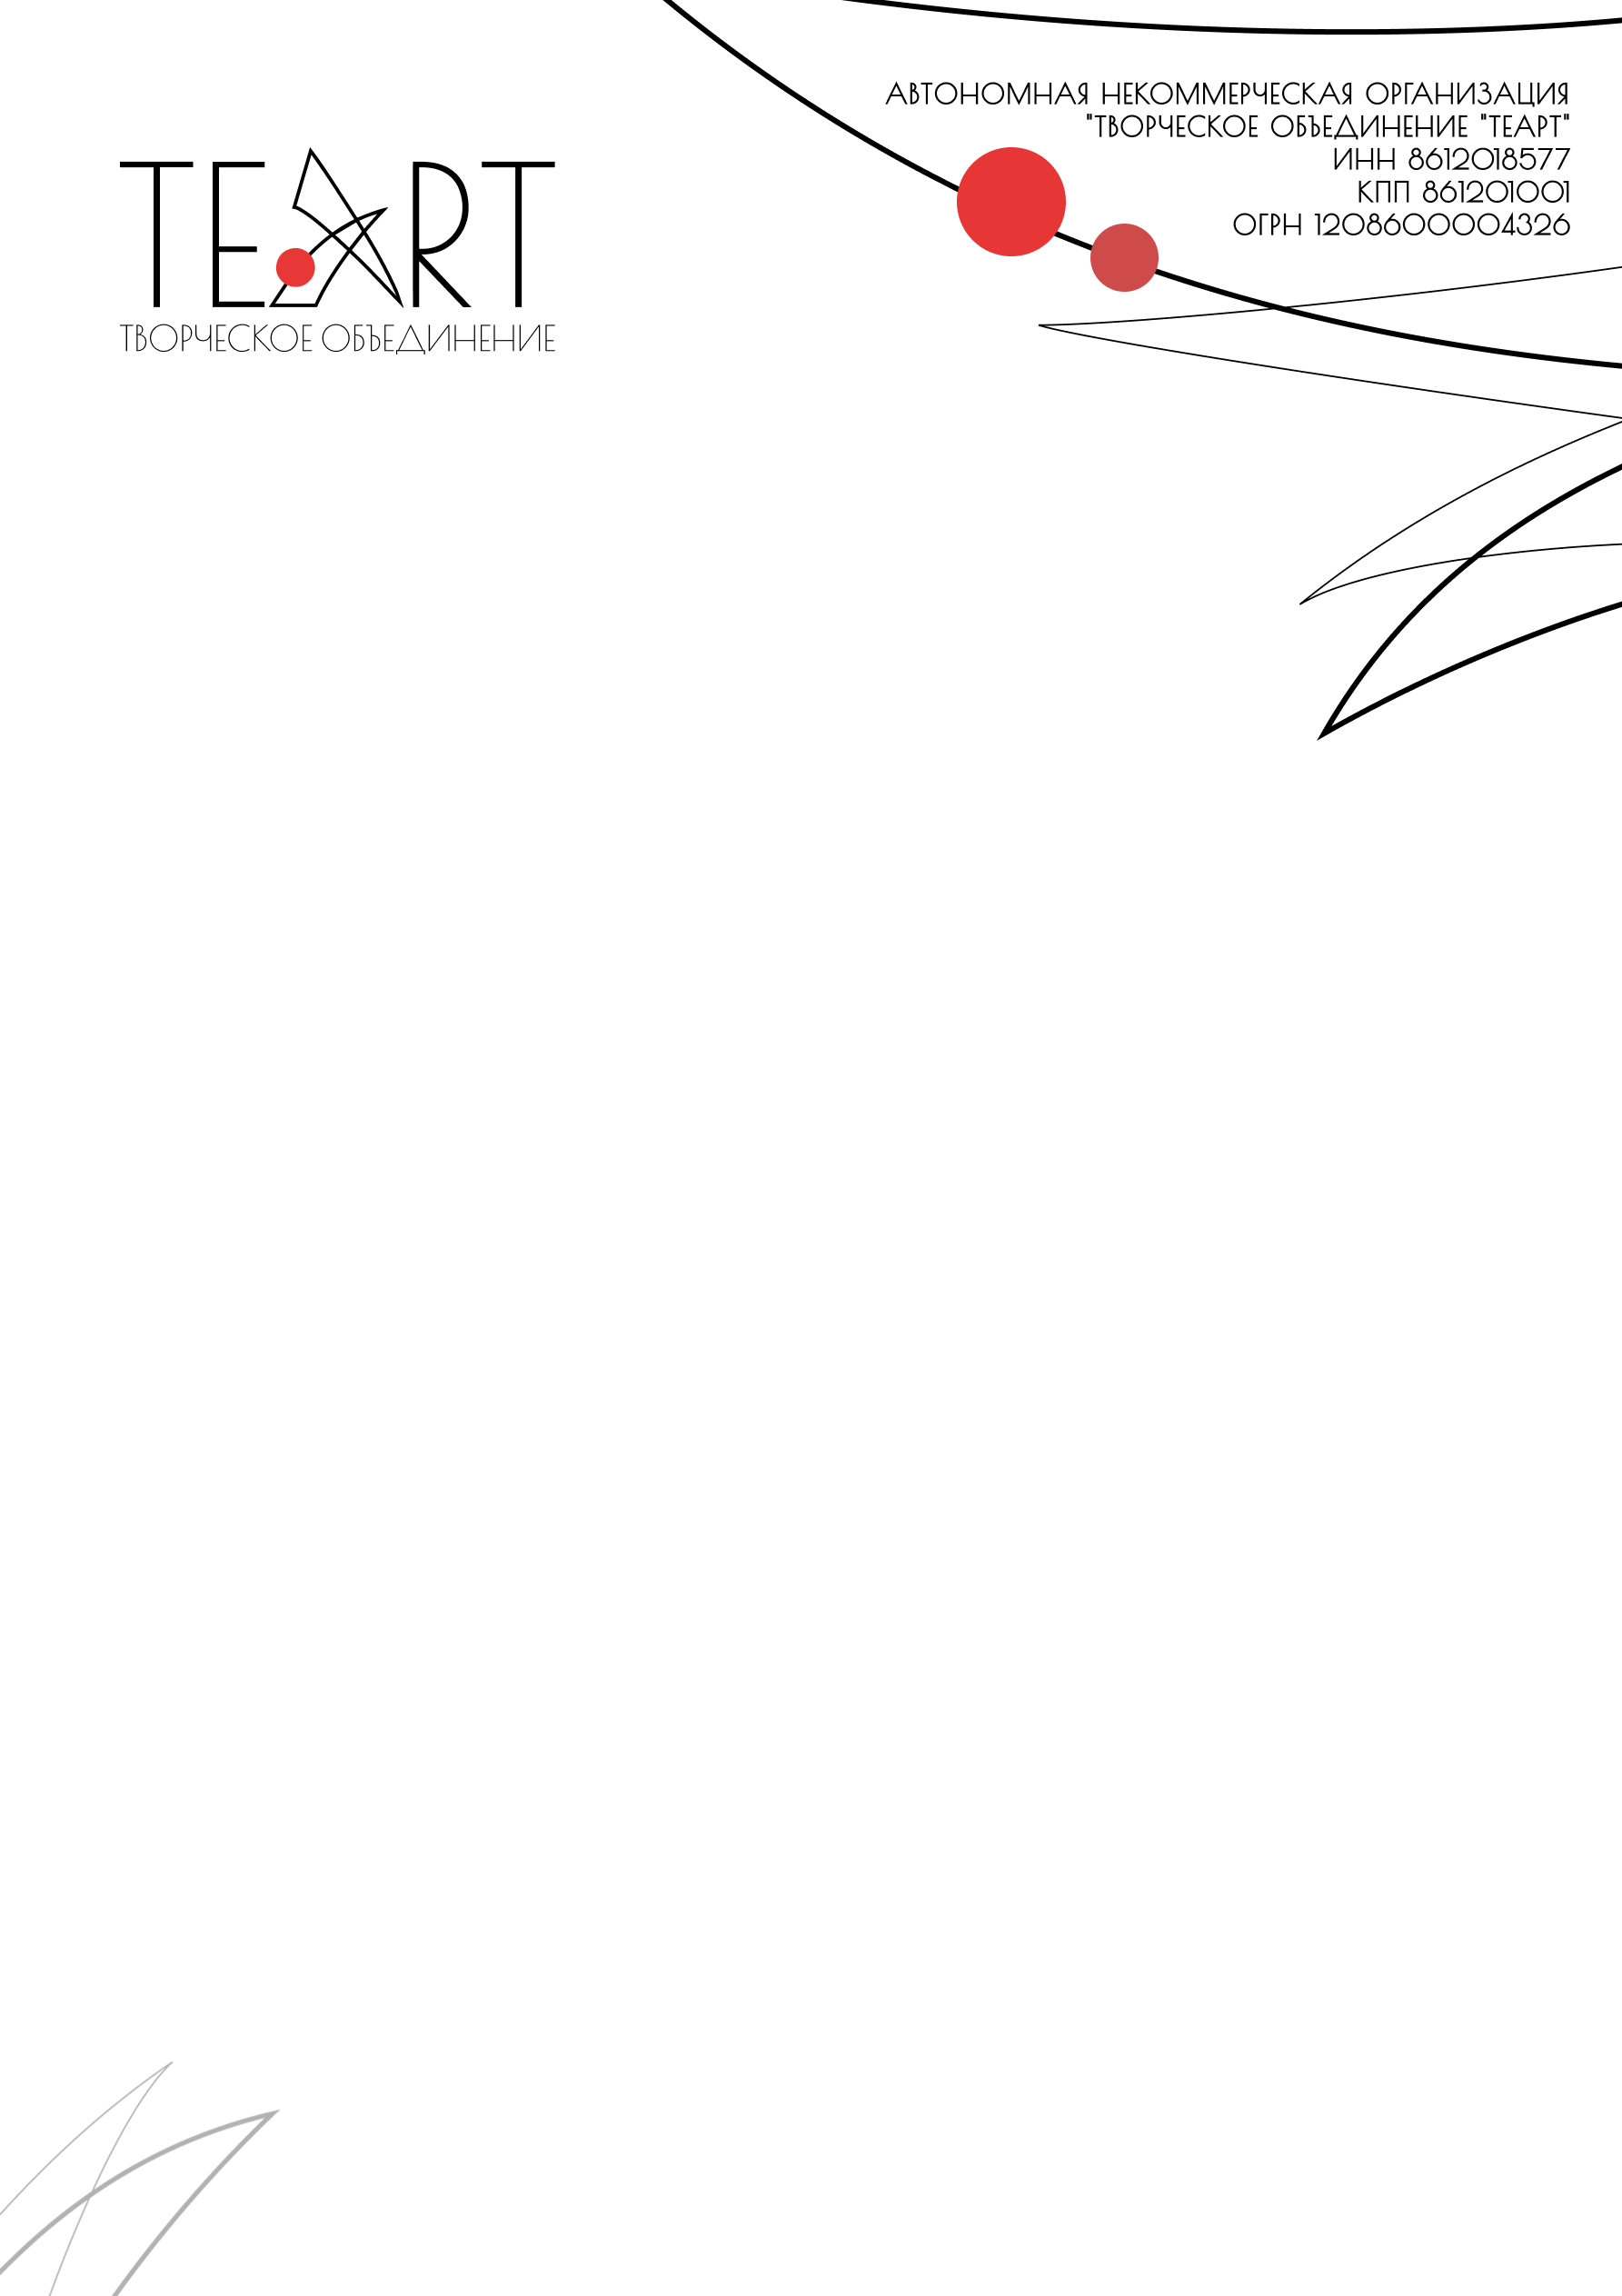 TEART
ТВОРЧЕСКОЕ ОБЪЕДИНЕНИЕ
АВТОНОМНАЯ НЕКОММЕРЧЕСКАЯ ОРГАНИЗАЦИЯ
"ТВОРЧЕСКОЕ ОБЪЕДИНЕНИЕ "ТЕАРТ"
ИНН 8612018577
КПП 861201001
ОГРН 1208600004326